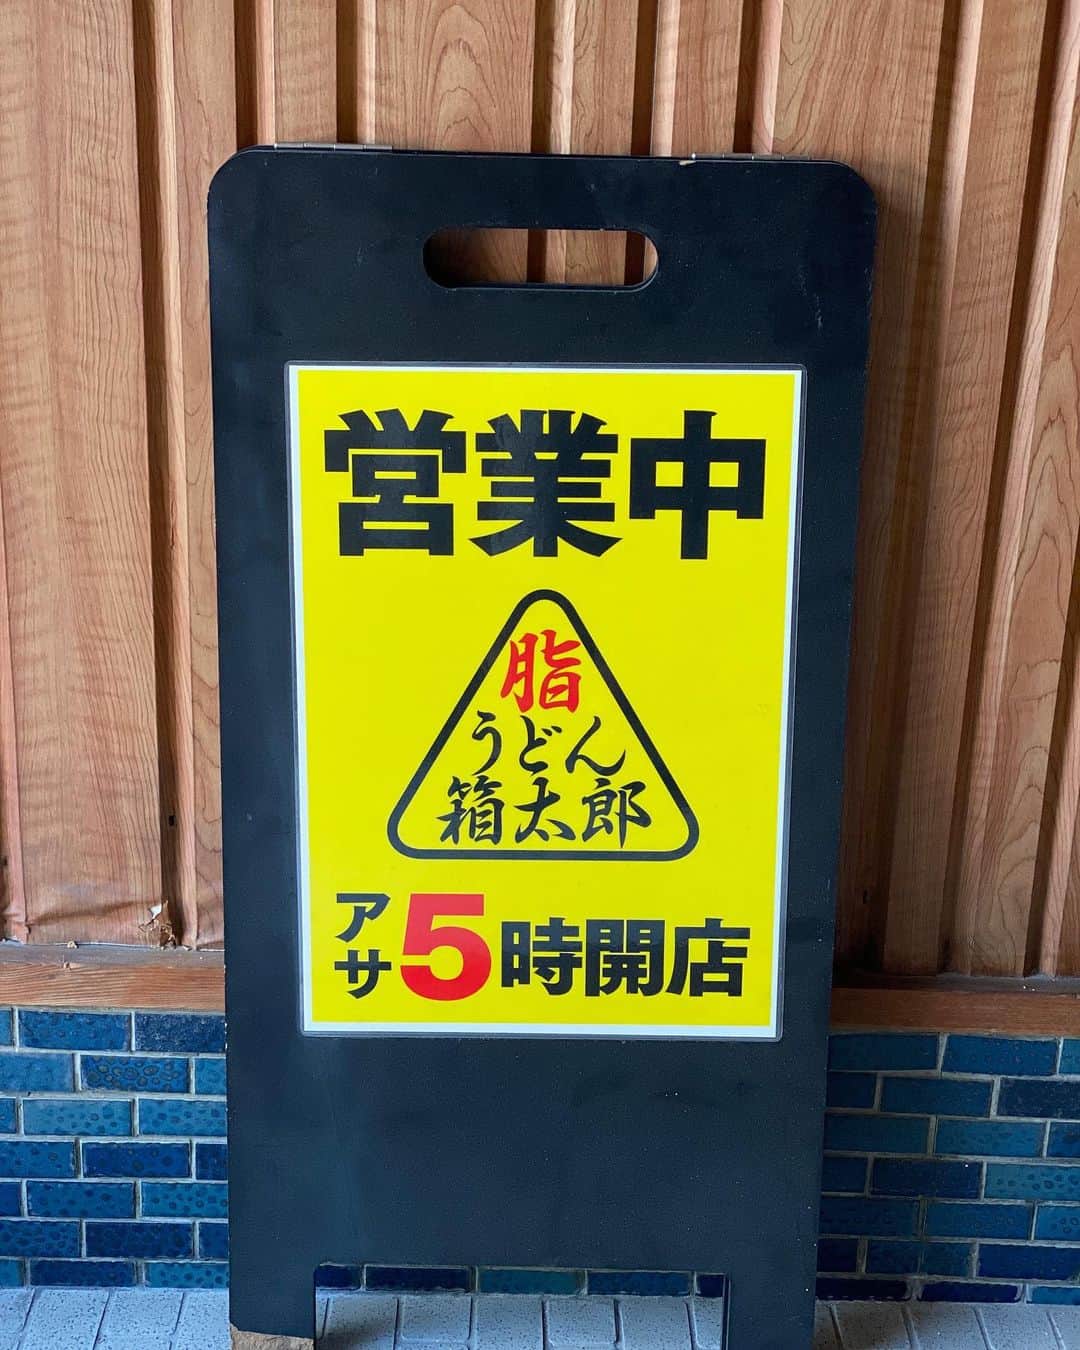 営業中
脂
うどん
箱太郎
アサ5時開店